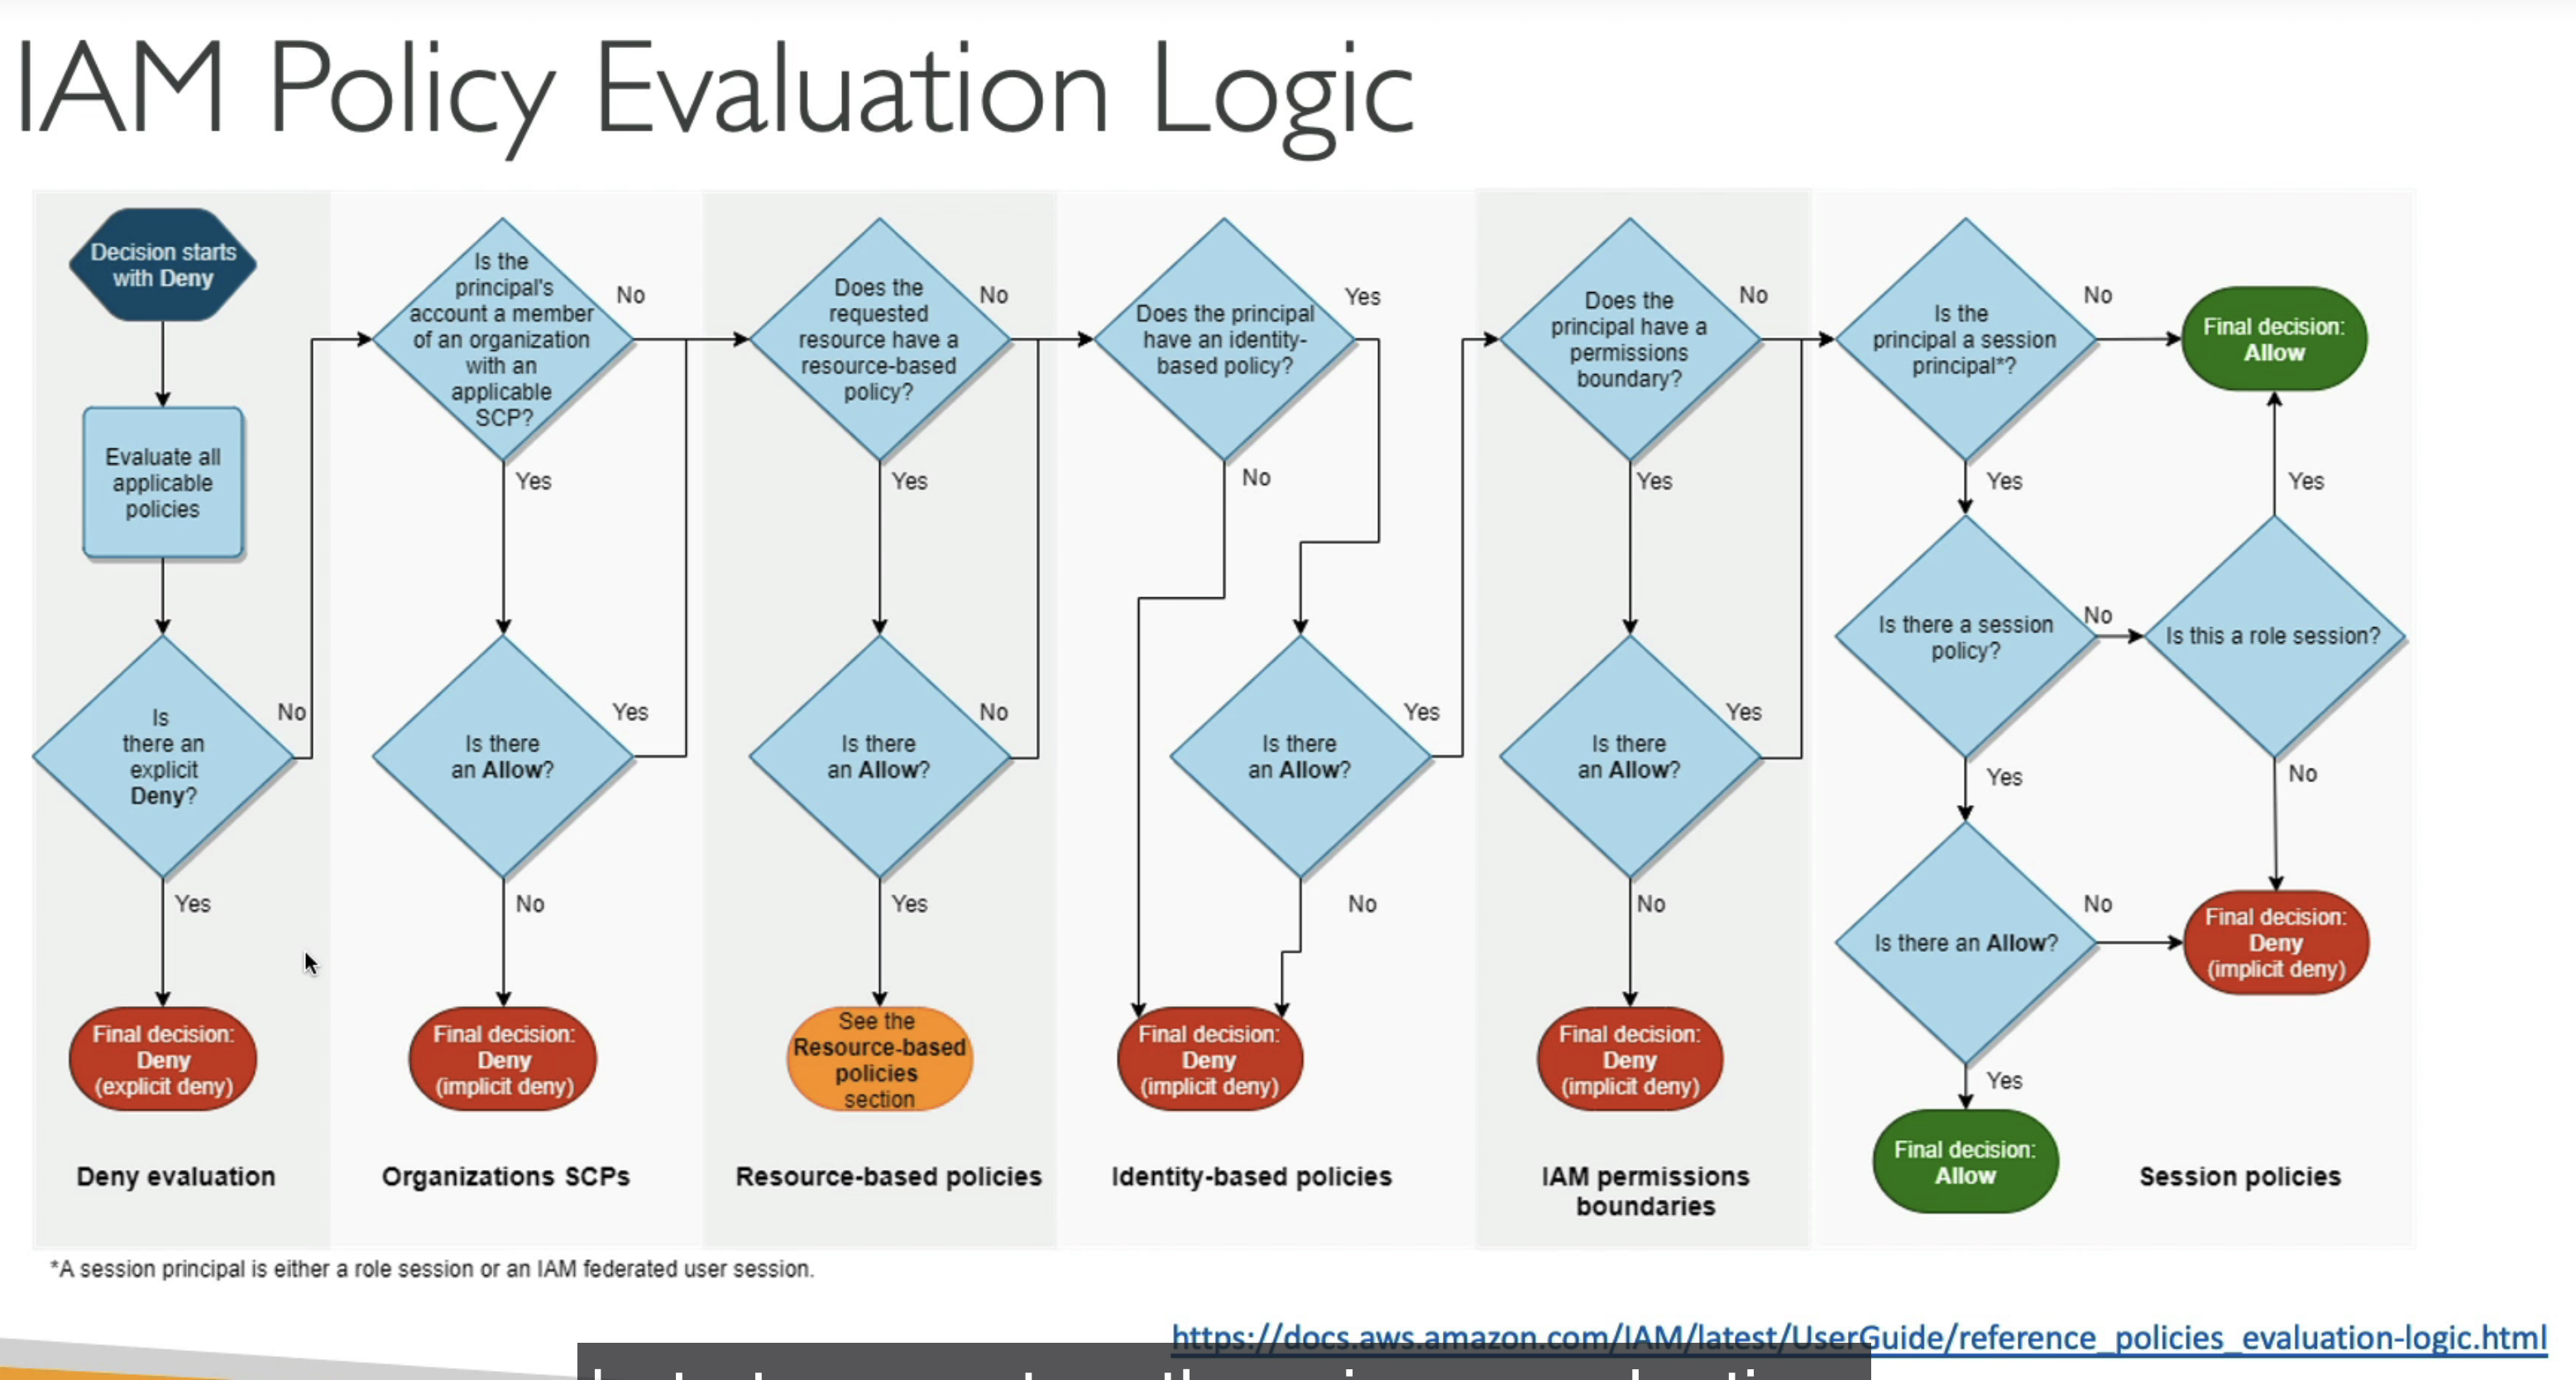 IAM Policy Evaluation Logic
Decision starts
with Deny
Evaluate all
applicable
policies
Is
there an
explicit
Deny?
No
Yes
Final decision:
Deny
(explicit deny)
Deny evaluation
Is the
principal's
account a member
of an organization
with an
applicable
SCP?
No
Yes
Is there
an Allow?
Yes
No
Final decision:
Deny
(implicit deny)
Organizations SCPs
Does the
requested
resource have a
resource-based
policy?
No
Yes
Is there
an Allow?
No
Yes
See the
Resource-based
policies
section
Resource-based policies
Does the principal
have an identity-
based policy?
Yes
No
Is there
an Allow?
Yes
No
Final decision:
Deny
(implicit deny)
Identity-based policies
Does the
principal have a
permissions
boundary?
No
Yes
Is there
an Allow?
Yes
No
Final decision:
Deny
(implicit deny)
IAM permissions
boundaries
Is the
principal a session
principal*?
No
Yes
Final decision:
Allow
Is there a session
policy?
No
Yes
Is this a role session?
Yes
No
Is there an Allow?
No
Yes
Final decision:
Deny
(implicit deny)
Final decision:
Allow
Session policies
*A session principal is either a role session or an IAM federated user session.
https://docs.aws.amazon.com/IAM/latest/UserGuide/reference_policies_evaluation-logic.html